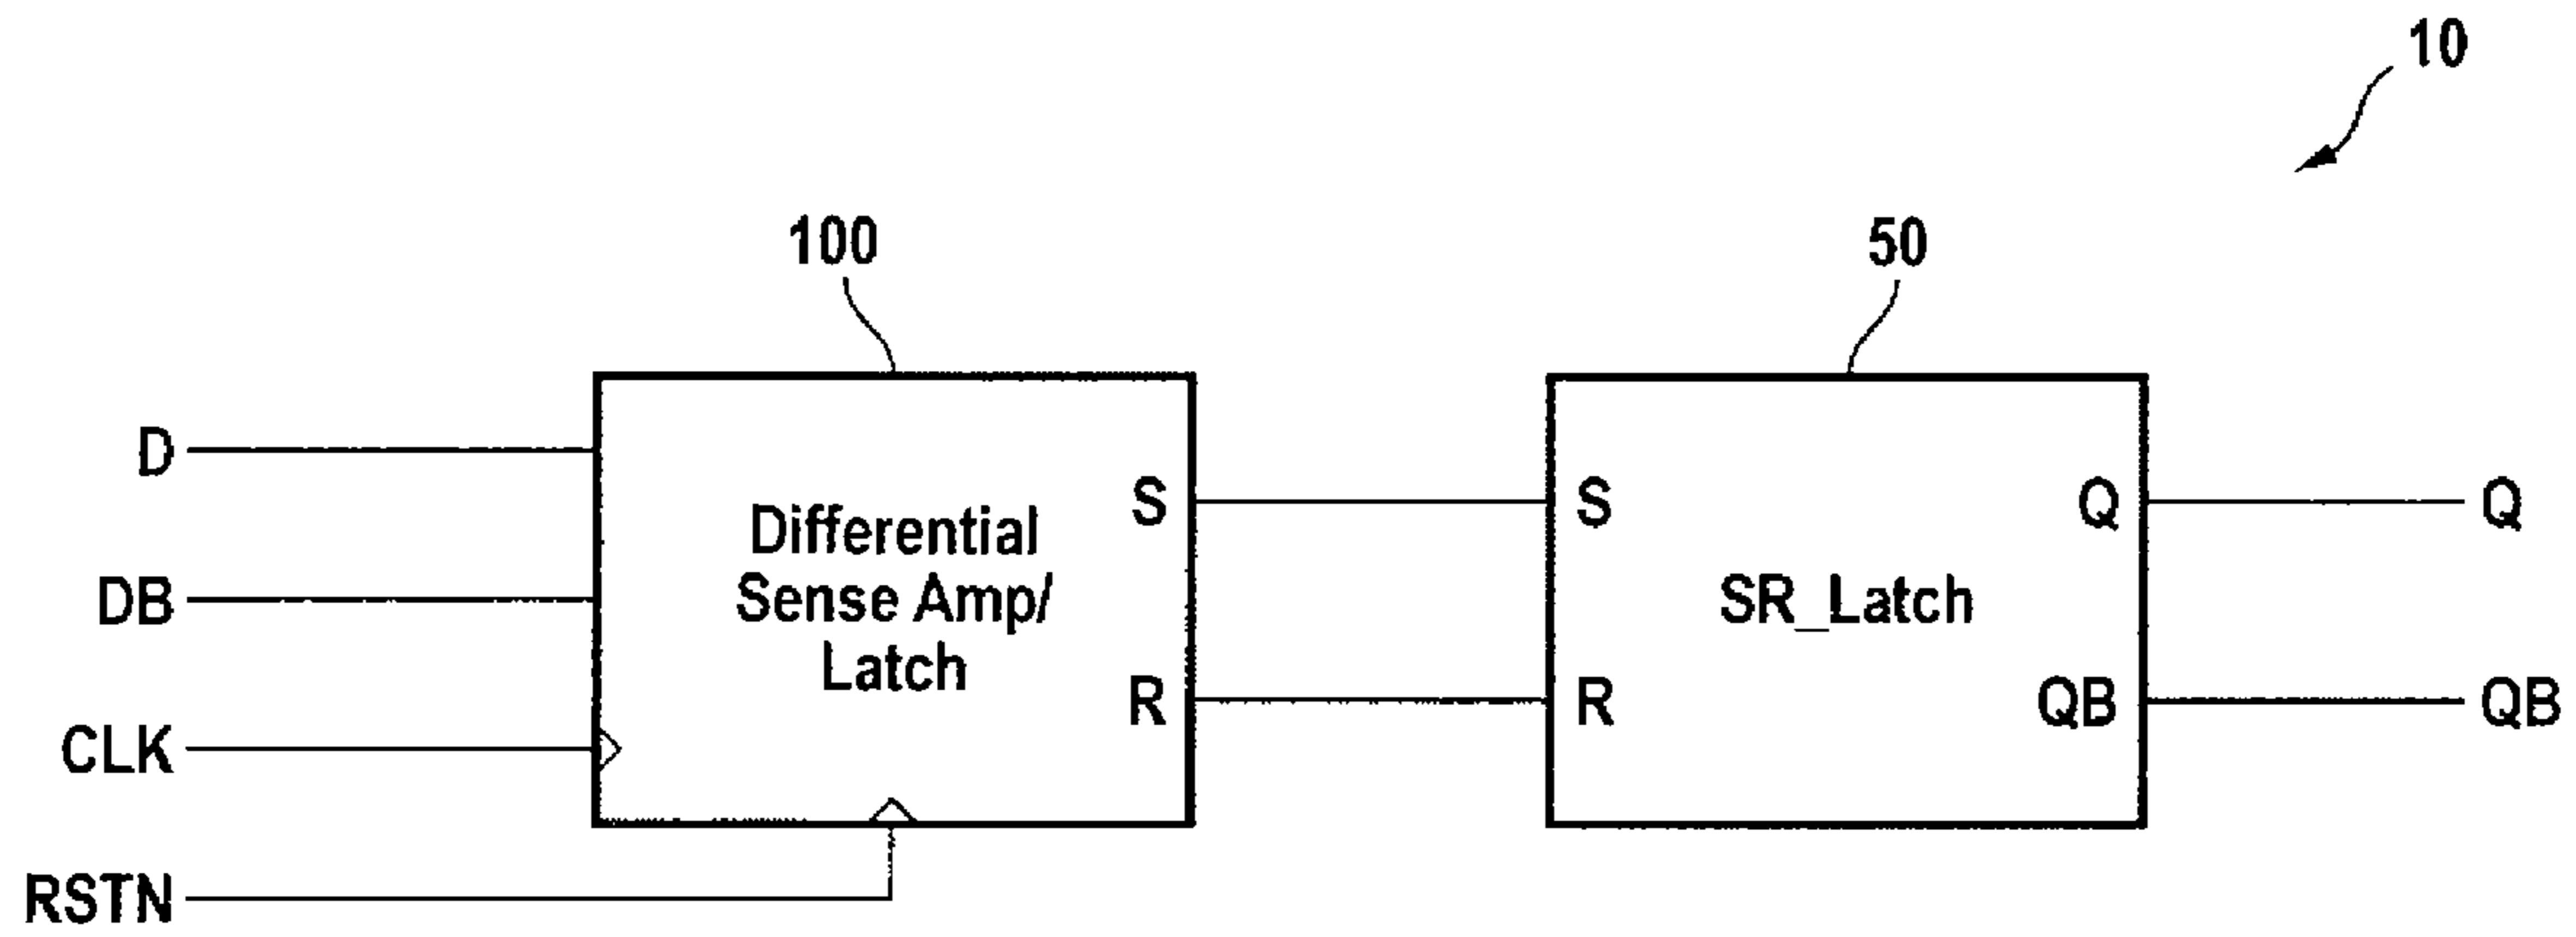 10
100
50
D
DB
CLK
RSTN
Differential
Sense Amp/
Latch
S
R
S
R
SR_Latch
Q
QB
Q
QB